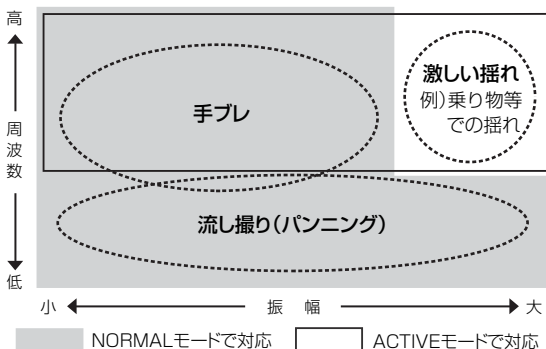 高
周波数
低
手ブレ
激しい揺れ
例）乗り物等
での揺れ
流し撮り（パンニング）
小
振 幅
大
NORMALモードで対応
ACTIVEモードで対応